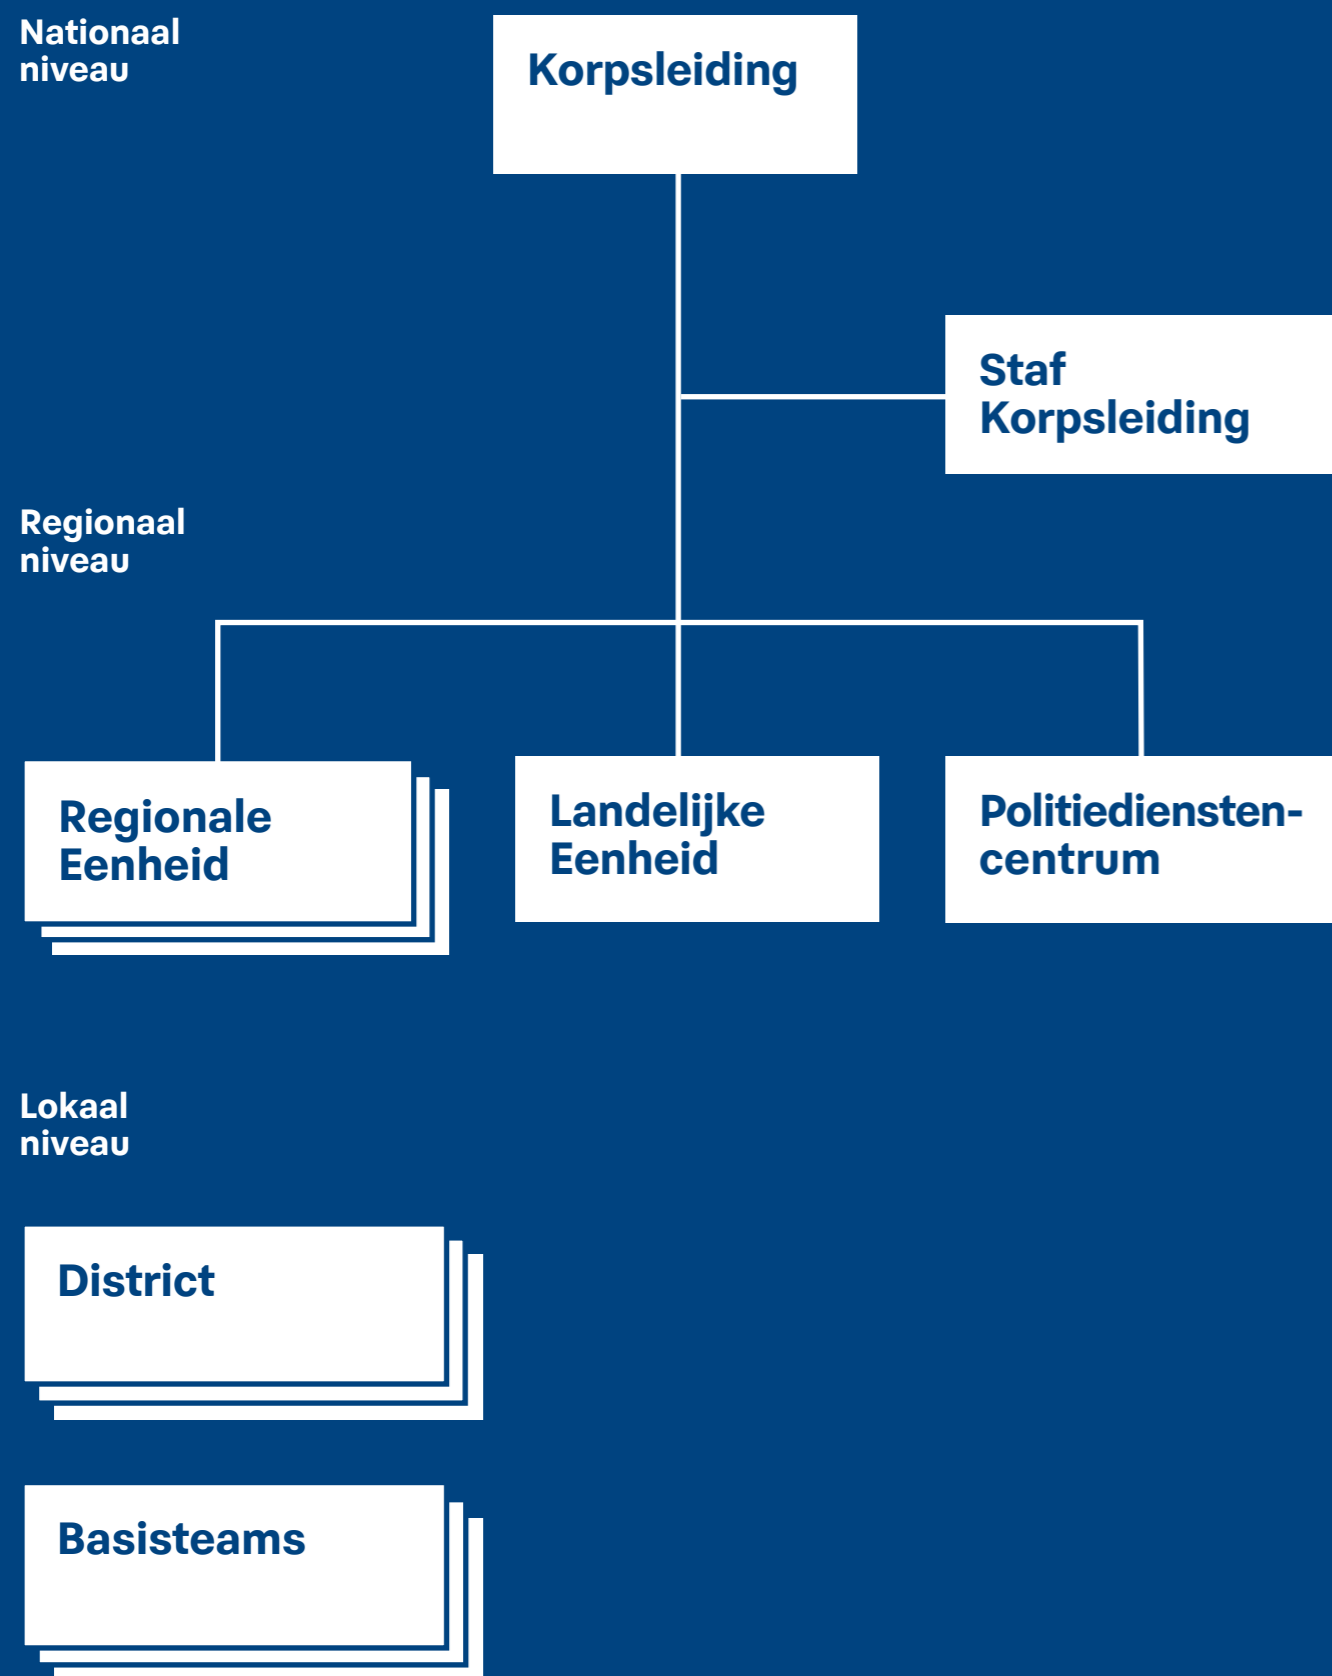 Nationaal
niveau
Korpsleiding
Staf
Korpsleiding
Regionaal
niveau
Regionale
Eenheid
Landelijke
Eenheid
Politiediensten-
centrum
Lokaal
niveau
District
Basisteams